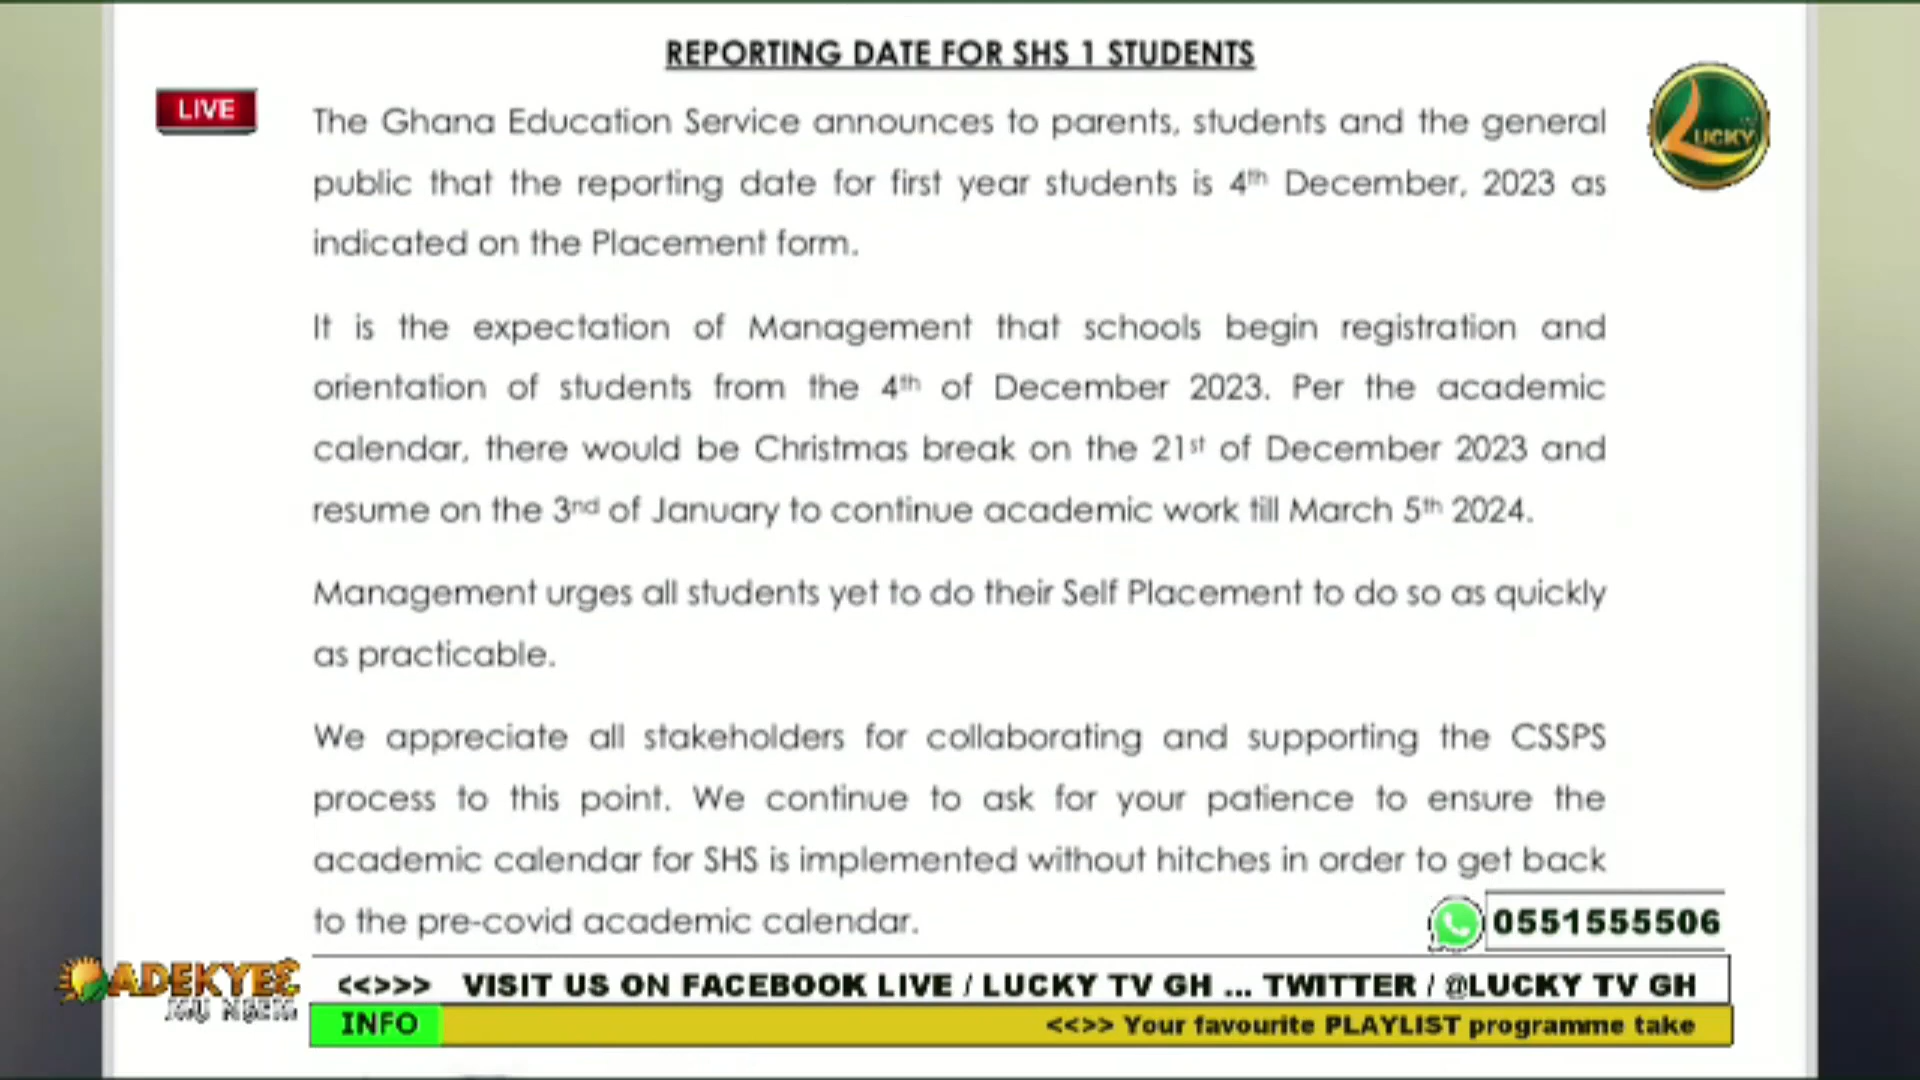 REPORTING DATE FOR SHS 1 STUDENTS
LIVE
LUCKY
The Ghana Education Service announces to parents, students and the general
public that the reporting date for first year students is 4th December, 2023 as
indicated on the Placement form.
It is the expectation of Management that schools begin registration and
orientation of students from the 4th of December 2023. Per the academic
calendar, there would be Christmas break on the 21st of December 2023 and
resume on the 3nd of January to continue academic work till March 5th 2024.
Management urges all students yet to do their Self Placement to do so as quickly
as practicable.
We appreciate all stakeholders for collaborating and supporting the CSSPS
process to this point. We continue to ask for your patience to ensure the
academic calendar for SHS is implemented without hitches in order to get back
to the pre-covid academic calendar.
0551555506
ADEKYEƐ
MU NSƐM
<<>>> VISIT US ON FACEBOOK LIVE / LUCKY TV GH ... TWITTER / @LUCKY TV GH
INFO
<<>> Your favourite PLAYLIST programme take